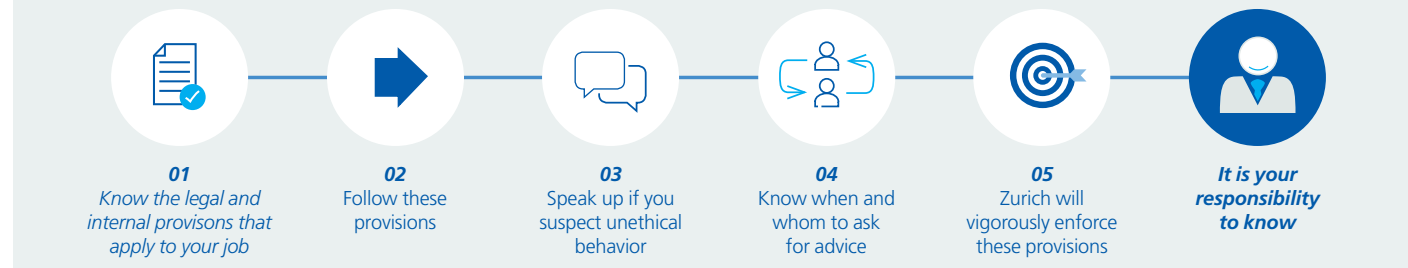 01
Know the legal and
internal provisons that
apply to your job
02
Follow these
provisions
03
Speak up if you
suspect unethical
behavior
04
Know when and
whom to ask
for advice
05
Zurich will
vigorously enforce
these provisions
It is your
responsibility
to know